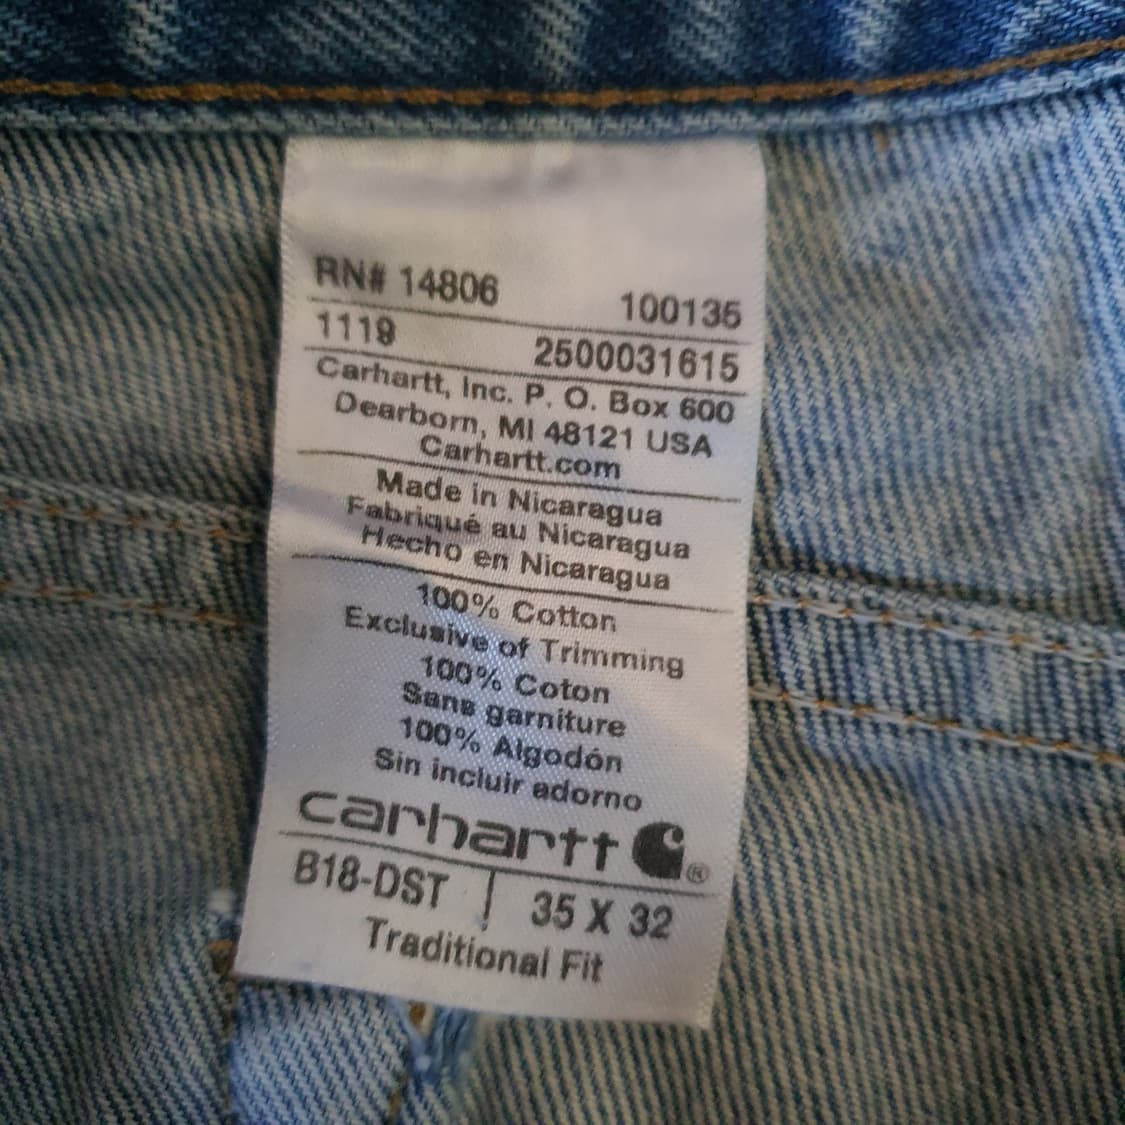 RN# 14806 100135
1119 2500031615
Carhartt, Inc. P. O. Box 600
Dearborn, MI 48121 USA
Carhartt.com
Made in Nicaragua
Fabriqué au Nicaragua
Hecho en Nicaragua
100% Cotton
Exclusive of Trimming
100% Coton
Sans garniture
100% Algodón
Sin incluir adorno
carhartt ®
B18-DST | 35 X 32
Traditional Fit